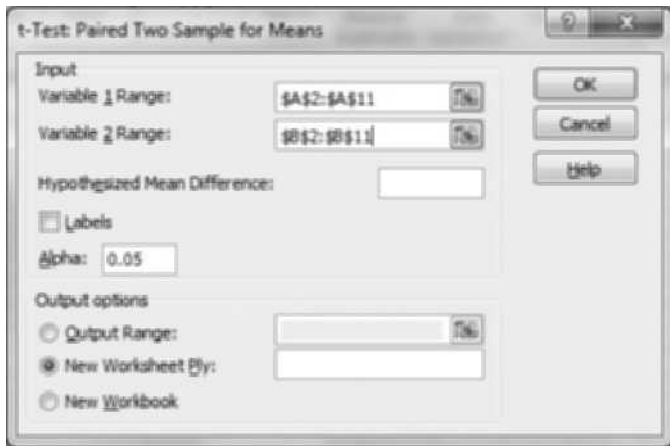 t-Test: Paired Two Sample for Means
Input
Variable 1 Range: $A$2:$A$11
Variable 2 Range: $B$2:$B$11
Hypothesized Mean Difference:
Labels
Alpha: 0.05
Output options
Output Range:
New Worksheet Ply:
New Workbook
OK
Cancel
Help